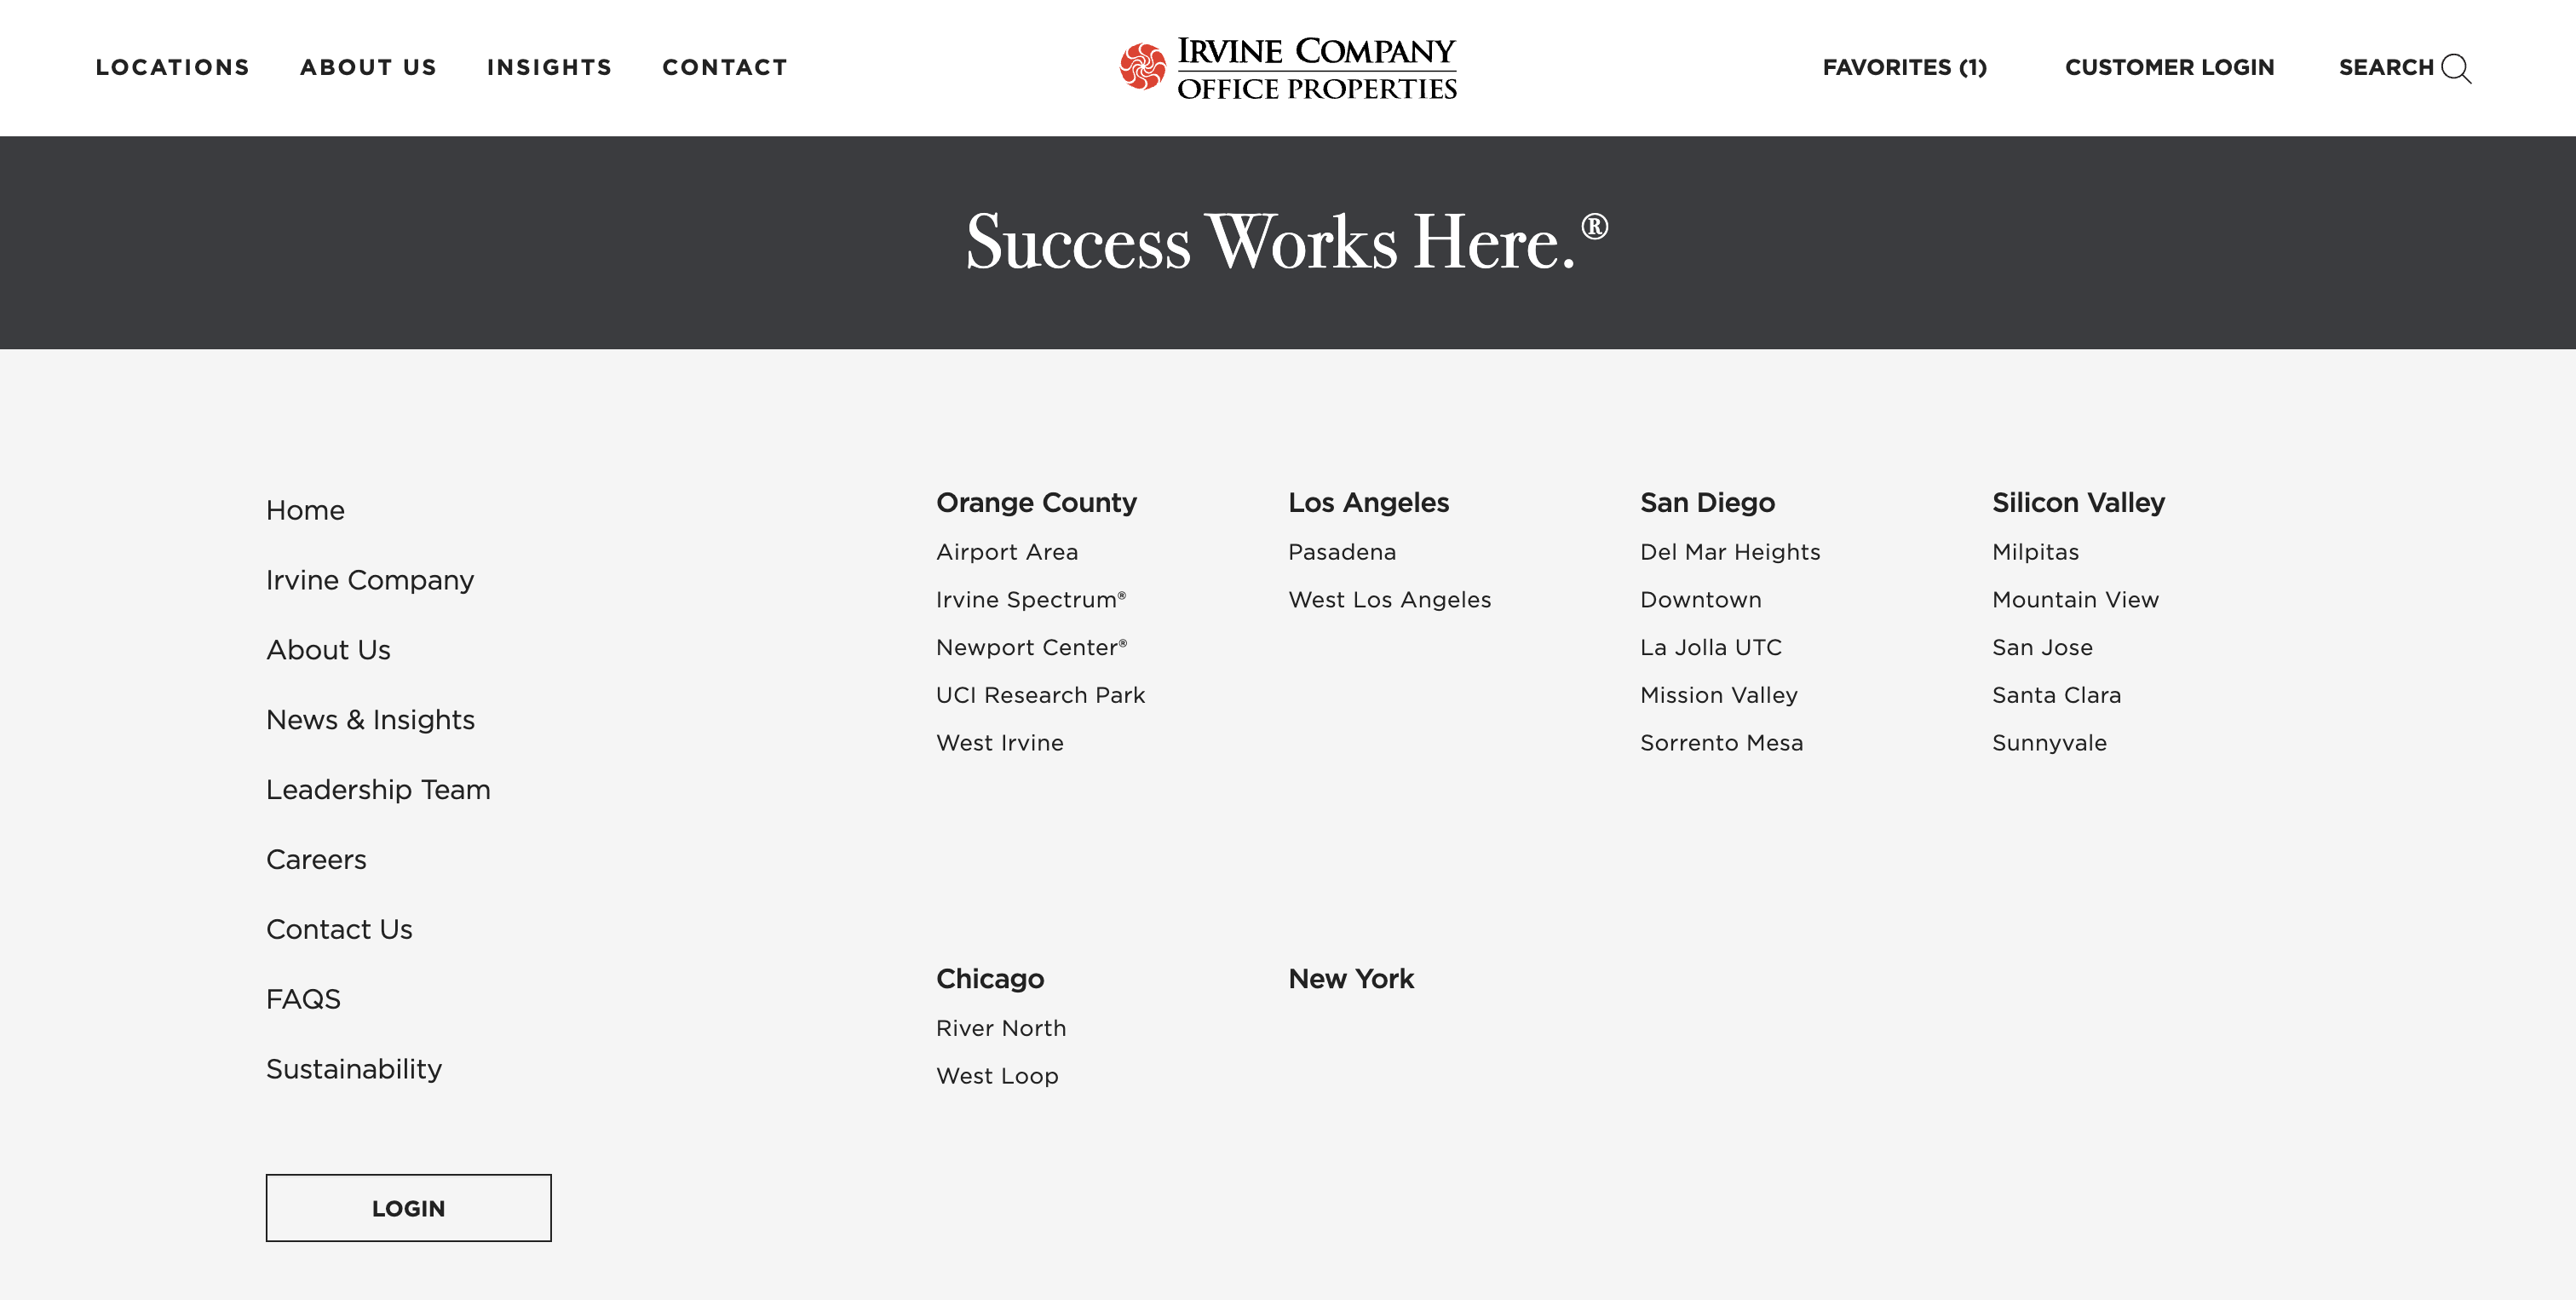 LOCATIONS ABOUT US INSIGHTS CONTACT
IRVINE COMPANY
OFFICE PROPERTIES
FAVORITES (1) CUSTOMER LOGIN SEARCH
Success Works Here.®
Home
Irvine Company
About Us
News & Insights
Leadership Team
Careers
Contact Us
FAQS
Sustainability
LOGIN
Orange County
Airport Area
Irvine Spectrum®
Newport Center®
UCI Research Park
West Irvine
Los Angeles
Pasadena
West Los Angeles
San Diego
Del Mar Heights
Downtown
La Jolla UTC
Mission Valley
Sorrento Mesa
Silicon Valley
Milpitas
Mountain View
San Jose
Santa Clara
Sunnyvale
Chicago
River North
West Loop
New York